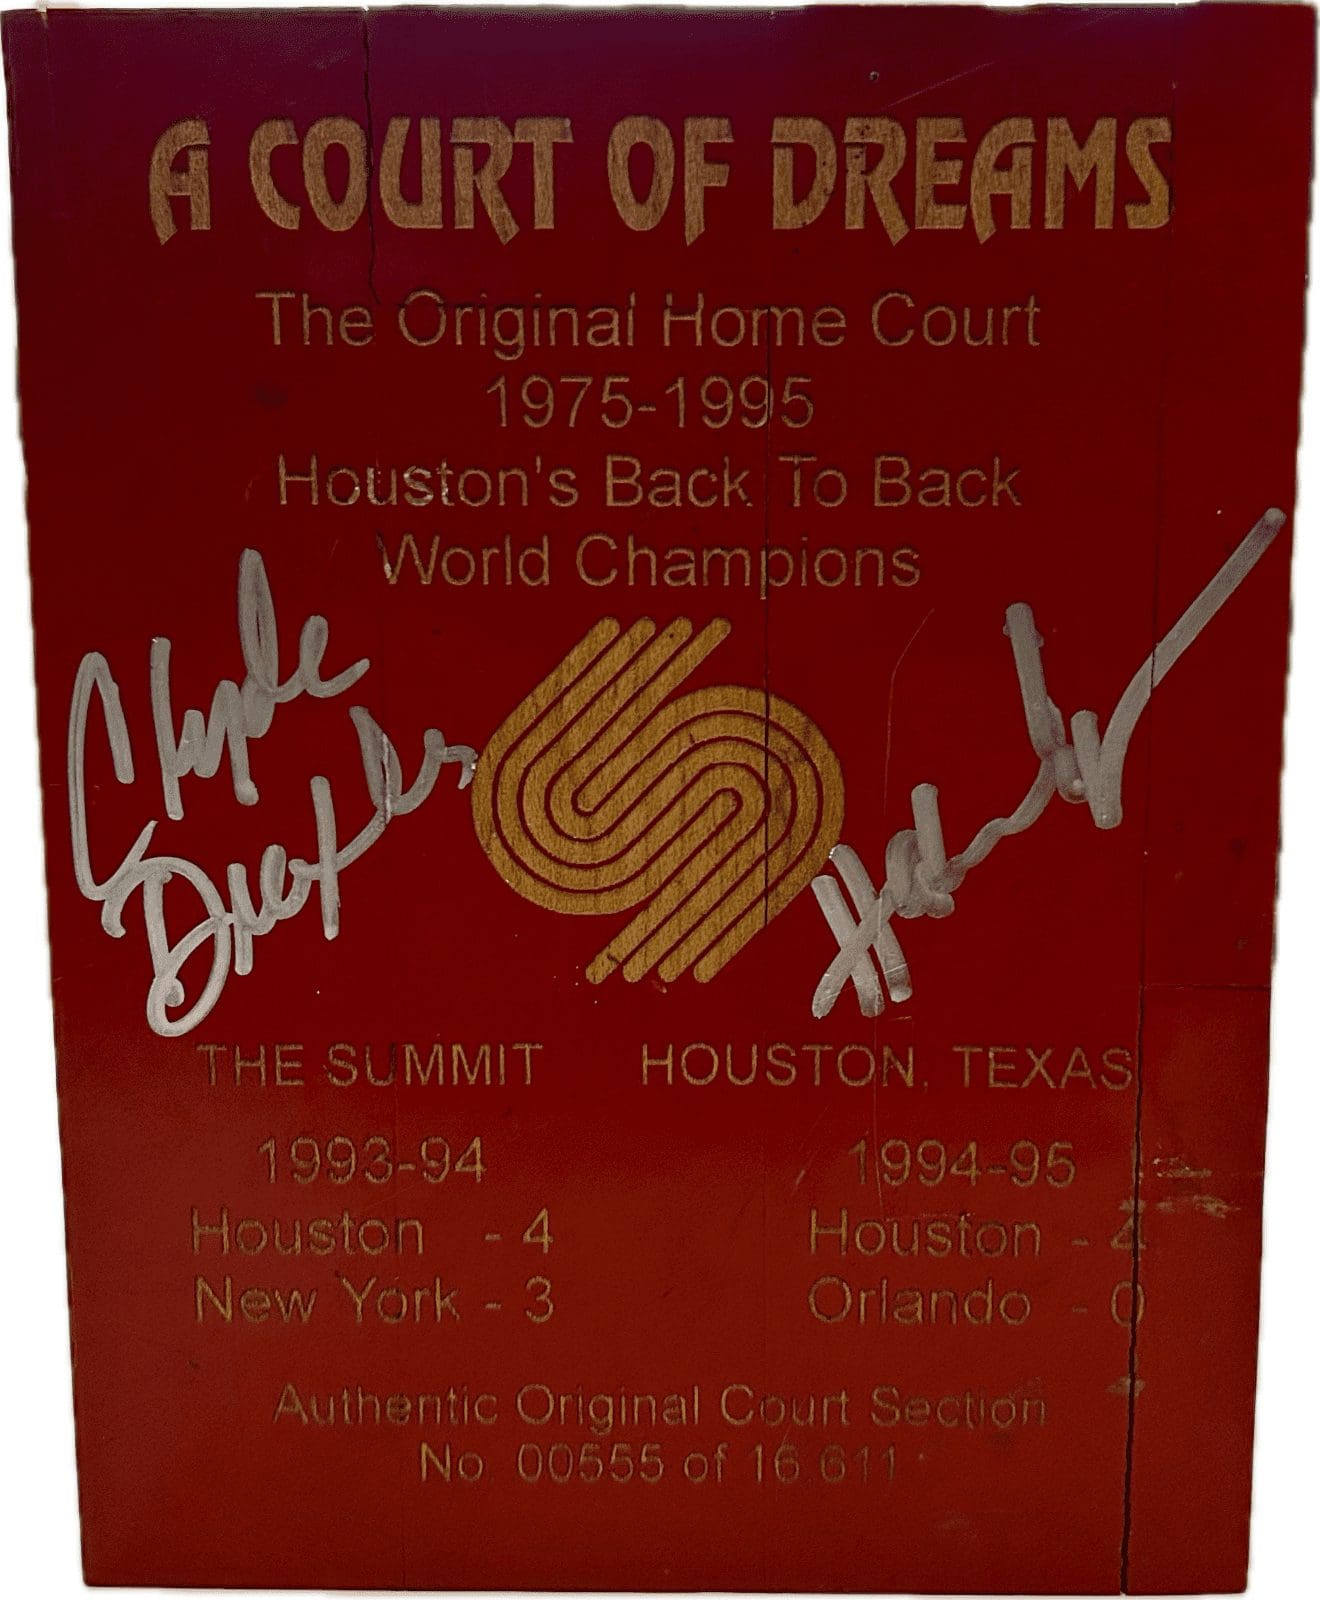 A COURT OF DREAMS
The Original Home Court
1975-1995
Houston's Back To Back
World Champions
Clyde
Drexler
THE SUMMIT HOUSTON, TEXAS
1993-94 1994-95
Houston - 4 Houston - 4
New York - 3 Orlando - 0
Authentic Original Court Section
No. 00555 of 16,611